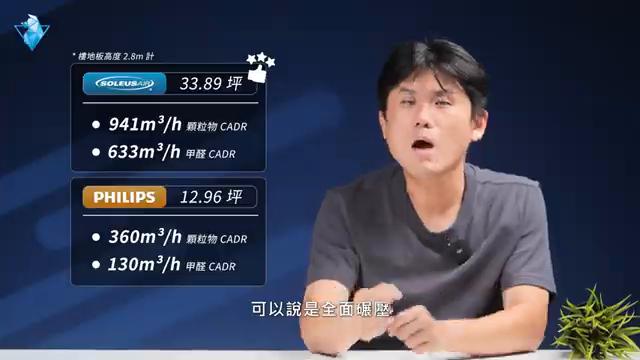 * 樓地板高度 2.8m 計
SOLEUSAIR 33.89 坪
941m³/h 顆粒物 CADR
633m³/h 甲醛 CADR
PHILIPS 12.96 坪
360m³/h 顆粒物 CADR
130m³/h 甲醛 CADR
可以說是全面碾壓